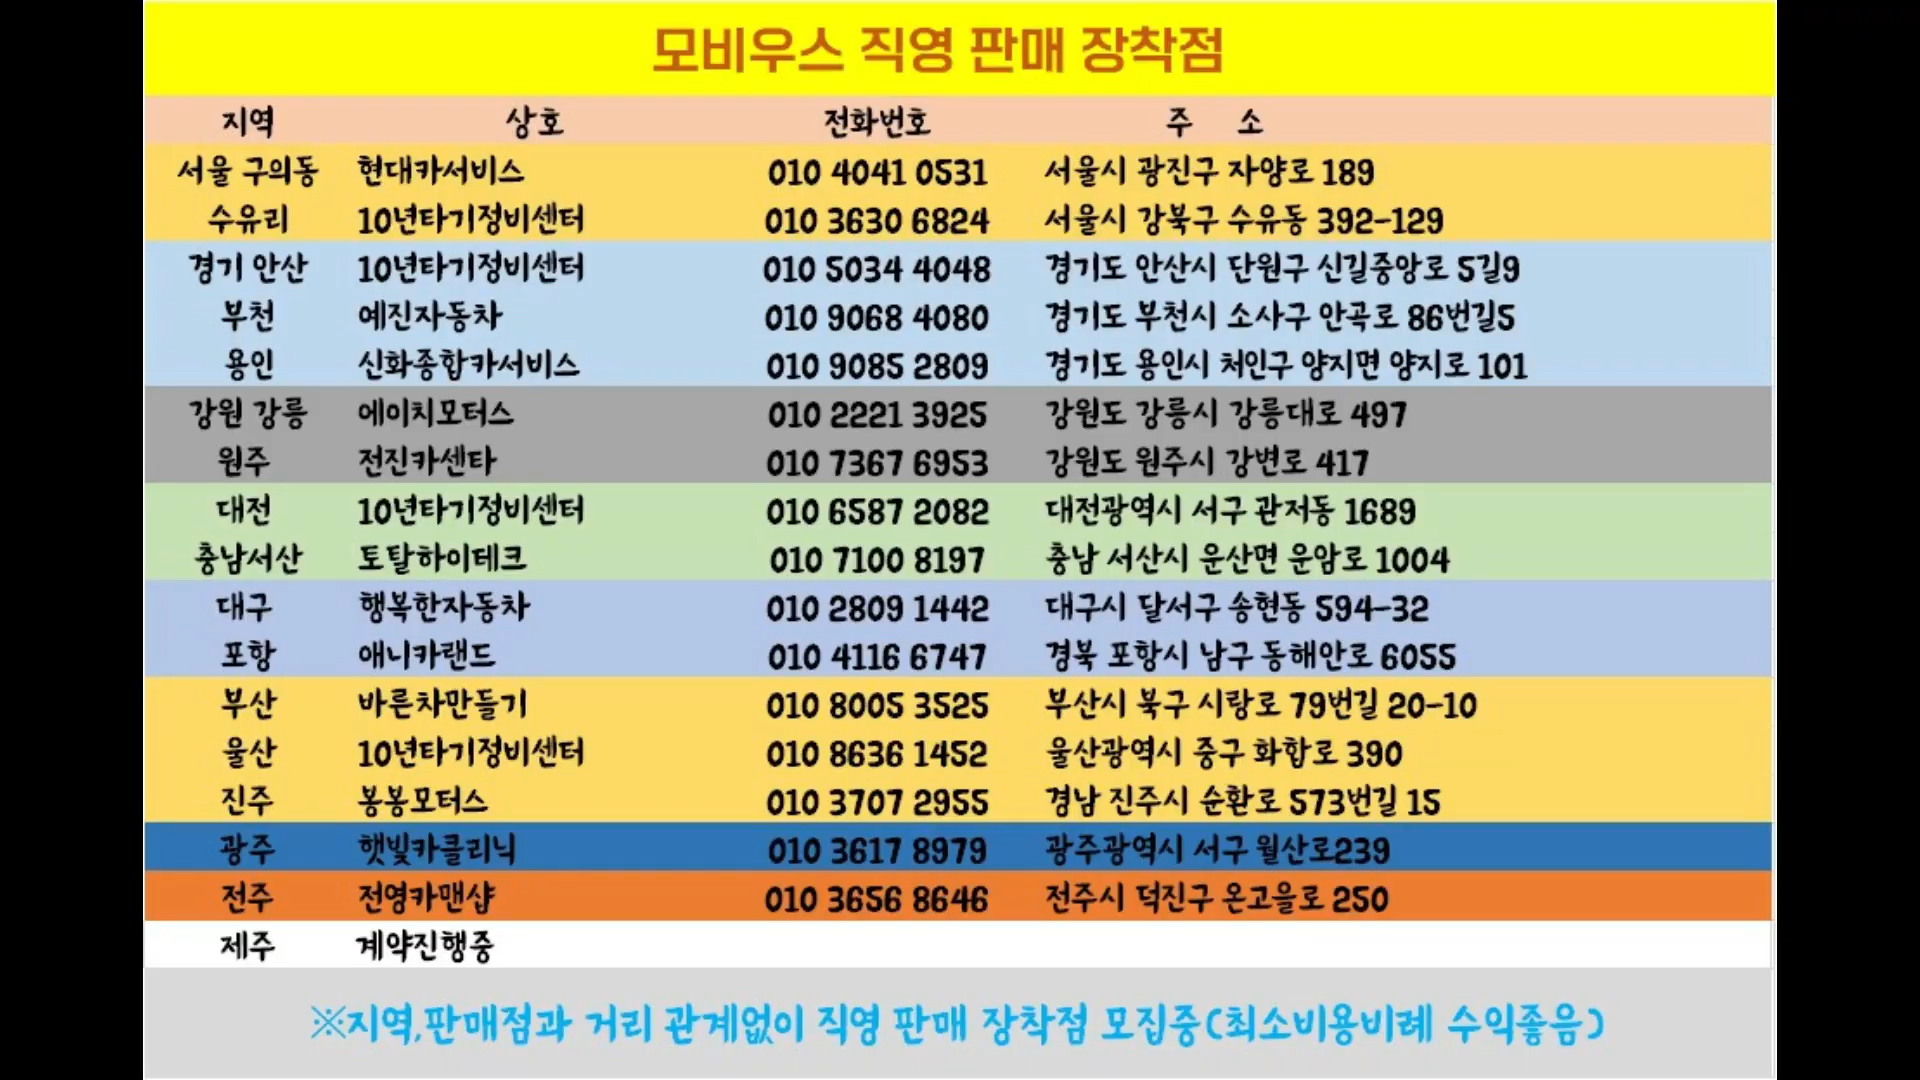 모비우스 직영 판매 장착점
지역 상호 전화번호 주 소
서울 구의동 현대카서비스 010 4041 0531 서울시 광진구 자양로 189
수유리 10년타기정비센터 010 3630 6824 서울시 강북구 수유동 392-129
경기 안산 10년타기정비센터 010 5034 4048 경기도 안산시 단원구 신길중앙로 5길9
부천 예진자동차 010 9068 4080 경기도 부천시 소사구 안곡로 86번길5
용인 신화종합카서비스 010 9085 2809 경기도 용인시 처인구 양지면 양지로 101
강원 강릉 에이치모터스 010 2221 3925 강원도 강릉시 강릉대로 497
원주 전진카센타 010 7367 6953 강원도 원주시 강변로 417
대전 10년타기정비센터 010 6587 2082 대전광역시 서구 관저동 1689
충남서산 토탈하이테크 010 7100 8197 충남 서산시 운산면 운암로 1004
대구 행복한자동차 010 2809 1442 대구시 달서구 송현동 594-32
포항 애니카랜드 010 4116 6747 경북 포항시 남구 동해안로 6055
부산 바른차만들기 010 8005 3525 부산시 북구 시랑로 79번길 20-10
울산 10년타기정비센터 010 8636 1452 울산광역시 중구 화합로 390
진주 봉봉모터스 010 3707 2955 경남 진주시 순환로 573번길 15
광주 햇빛카클리닉 010 3617 8979 광주광역시 서구 월산로239
전주 전영카맨샵 010 3656 8646 전주시 덕진구 온고을로 250
제주 계약진행중
※지역,판매점과 거리 관계없이 직영 판매 장착점 모집중(최소비용비례 수익좋음)